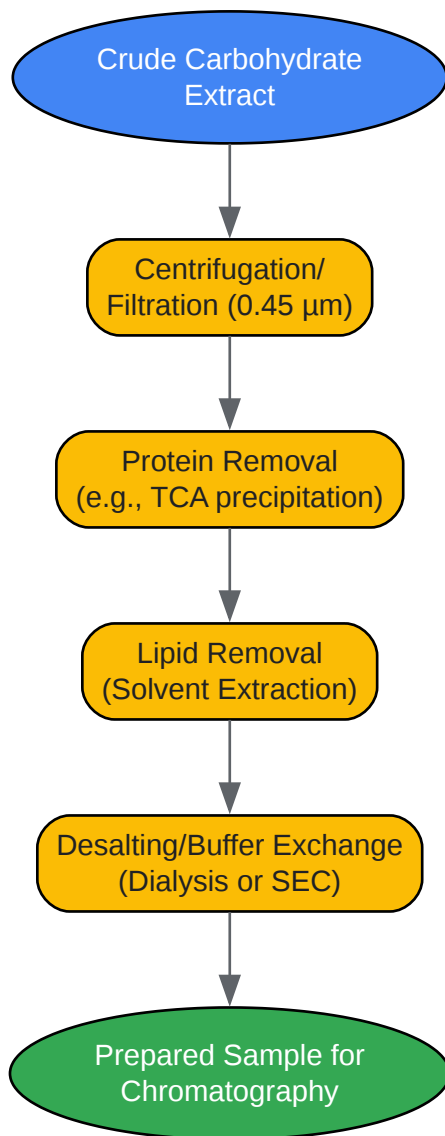 Crude Carbohydrate
Extract
Centrifugation/
Filtration (0.45 µm)
Protein Removal
(e.g., TCA precipitation)
Lipid Removal
(Solvent Extraction)
Desalting/Buffer Exchange
(Dialysis or SEC)
Prepared Sample for
Chromatography